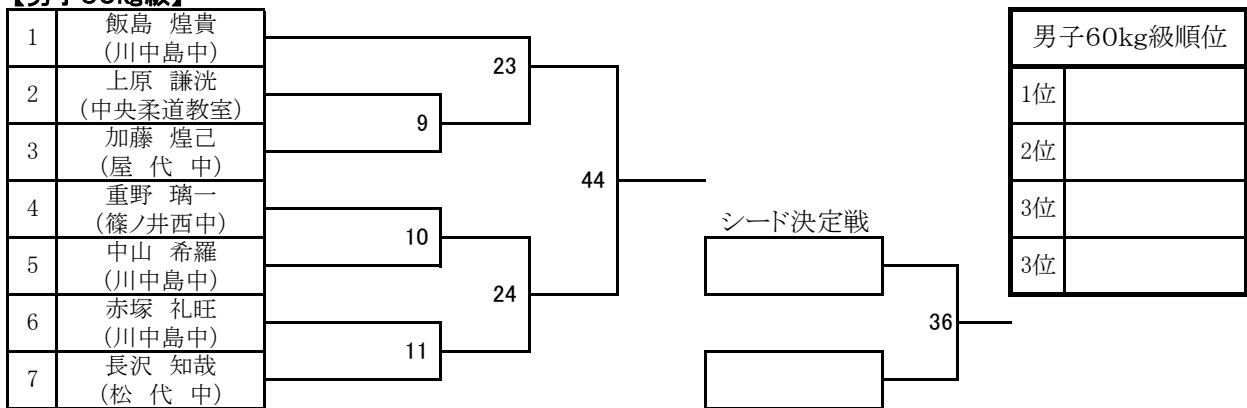 【男子60kg級】
1
飯島 煌貴
(川中島中)
2
上原 謙洸
(中央柔道教室)
3
加藤 煌己
(屋 代 中)
4
重野 璃一
(篠ノ井西中)
5
中山 希羅
(川中島中)
6
赤塚 礼旺
(川中島中)
7
長沢 知哉
(松 代 中)
23
9
44
10
24
11
シード決定戦
36
男子60kg級順位
1位
2位
3位
3位